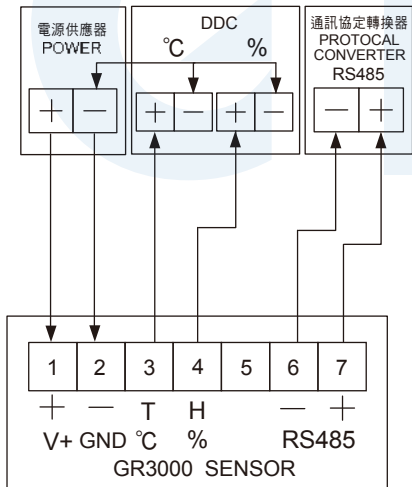 電源供應器
POWER
+ −
DDC
℃ %
+ − + −
通訊協定轉換器
PROTOCAL
CONVERTER
RS485
− +
1 2 3 4 5 6 7
+ − T H − +
V+ GND ℃ % RS485
GR3000 SENSOR